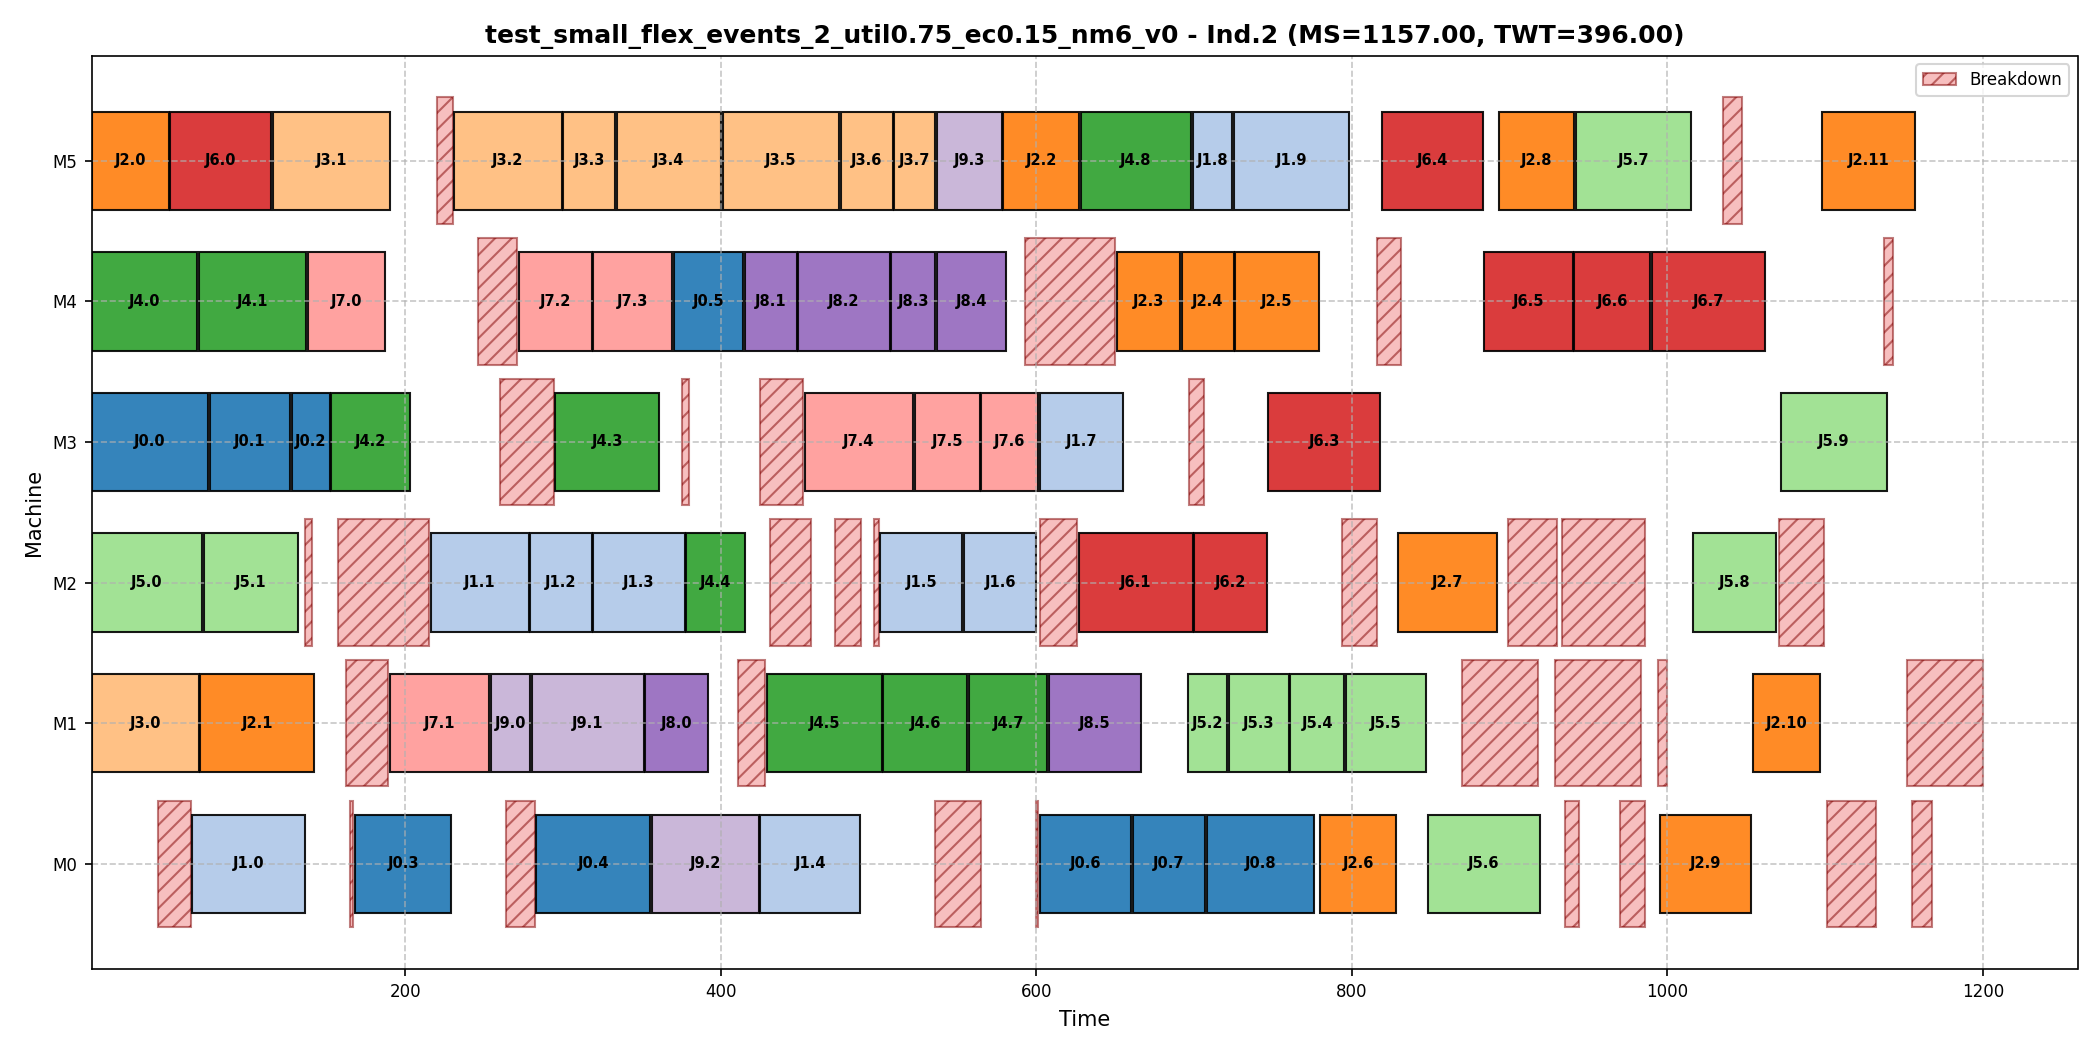 test_small_flex_events_2_util0.75_ec0.15_nm6_v0 - Ind.2 (MS=1157.00, TWT=396.00)
Breakdown
M5 J2.0 J6.0 J3.1 J3.2 J3.3 J3.4 J3.5 J3.6 J3.7 J9.3 J2.2 J4.8 J1.8 J1.9 J6.4 J2.8 J5.7 J2.11
M4 J4.0 J4.1 J7.0 J7.2 J7.3 J0.5 J8.1 J8.2 J8.3 J8.4 J2.3 J2.4 J2.5 J6.5 J6.6 J6.7
M3 J0.0 J0.1 J0.2 J4.2 J4.3 J7.4 J7.5 J7.6 J1.7 J6.3 J5.9
Machine
M2 J5.0 J5.1 J1.1 J1.2 J1.3 J4.4 J1.5 J1.6 J6.1 J6.2 J2.7 J5.8
M1 J3.0 J2.1 J7.1 J9.0 J9.1 J8.0 J4.5 J4.6 J4.7 J8.5 J5.2 J5.3 J5.4 J5.5 J2.10
M0 J1.0 J0.3 J0.4 J9.2 J1.4 J0.6 J0.7 J0.8 J2.6 J5.6 J2.9
200 400 600 800 1000 1200
Time